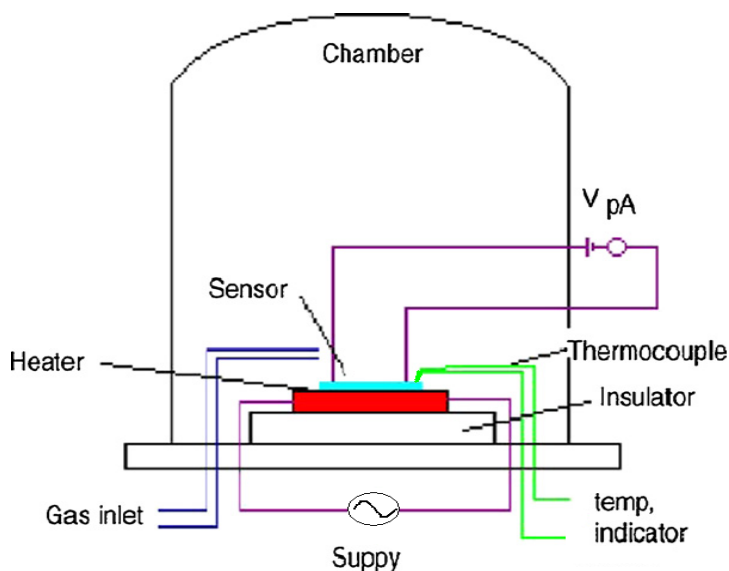 Chamber
V pA
Sensor
Heater
Thermocouple
Insulator
Gas inlet
temp,
indicator
Suppy